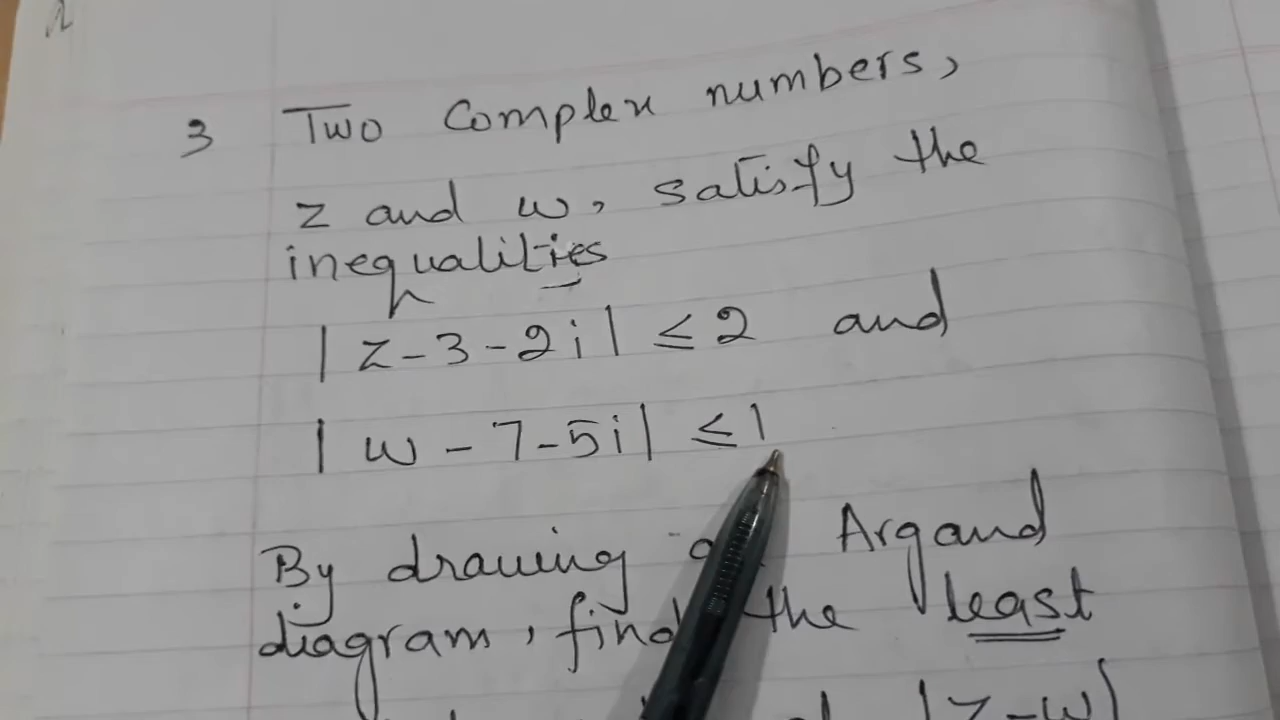 3 Two Complex numbers,
z and w, satisfy the
inequalities
|z-3-2i| ≤ 2 and
|w-7-5i| ≤ 1
By drawing Argand
diagram, find the least
|z-w|